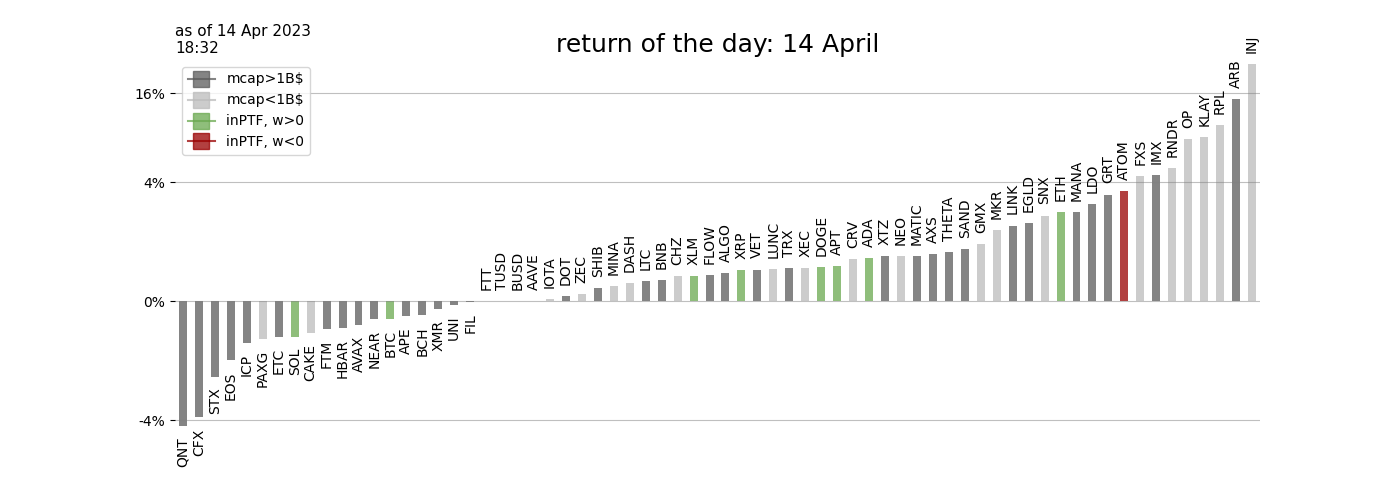 as of 14 Apr 2023
18:32
return of the day: 14 April
mcap>1B$
mcap<1B$
inPTF, w>0
inPTF, w<0
16%
4%
0%
-4%
QNT
CFX
STX
EOS
ICP
PAXG
ETC
SOL
CAKE
FTM
HBAR
AVAX
NEAR
BTC
APE
BCH
XMR
UNI
FIL
FTT
TUSD
BUSD
AAVE
IOTA
DOT
ZEC
SHIB
MINA
DASH
LTC
BNB
CHZ
XLM
FLOW
ALGO
XRP
VET
LUNC
TRX
XEC
DOGE
APT
CRV
ADA
XTZ
NEO
MATIC
AXS
THETA
SAND
GMX
MKR
LINK
EGLD
SNX
ETH
MANA
LDO
GRT
ATOM
FXS
IMX
RNDR
OP
KLAY
RPL
ARB
INJ